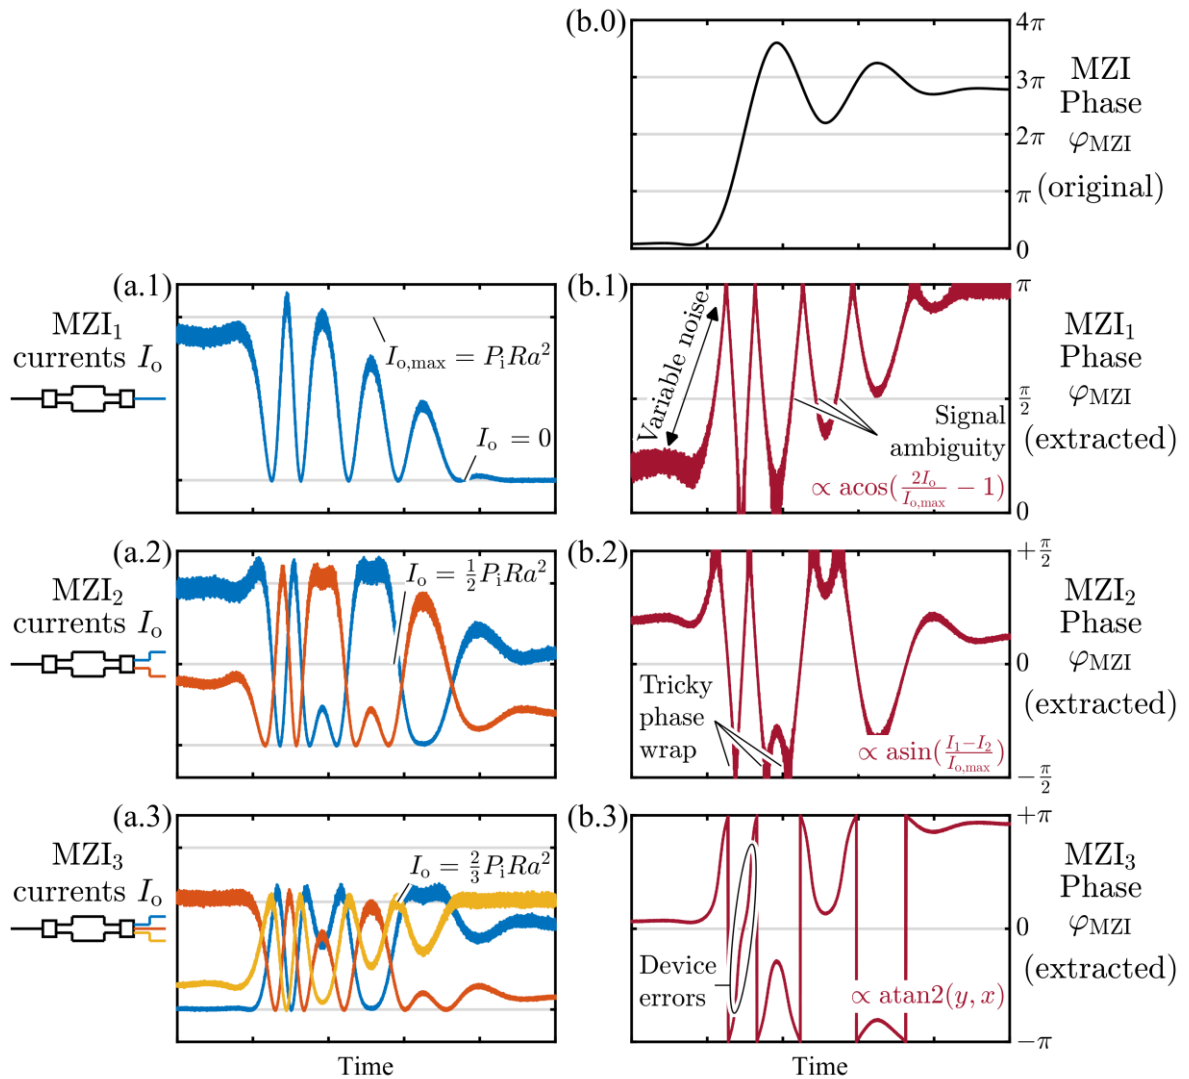 (b.0)
4π
3π
2π
π
0
MZI
Phase
φMZI
(original)
(a.1)
MZI1
currents Io
Io,max = PiRa²
Io = 0
(b.1)
π
π/2
0
Variable noise
Signal
ambiguity
∝ acos(2Io/Io,max − 1)
MZI1
Phase
φMZI
(extracted)
(a.2)
MZI2
currents Io
Io = ½PiRa²
(b.2)
+π/2
0
−π/2
Tricky
phase
wrap
∝ asin(I1−I2/Io,max)
MZI2
Phase
φMZI
(extracted)
(a.3)
MZI3
currents Io
Io = ⅔PiRa²
Time
(b.3)
+π
0
−π
Device
errors
∝ atan2(y, x)
MZI3
Phase
φMZI
(extracted)
Time